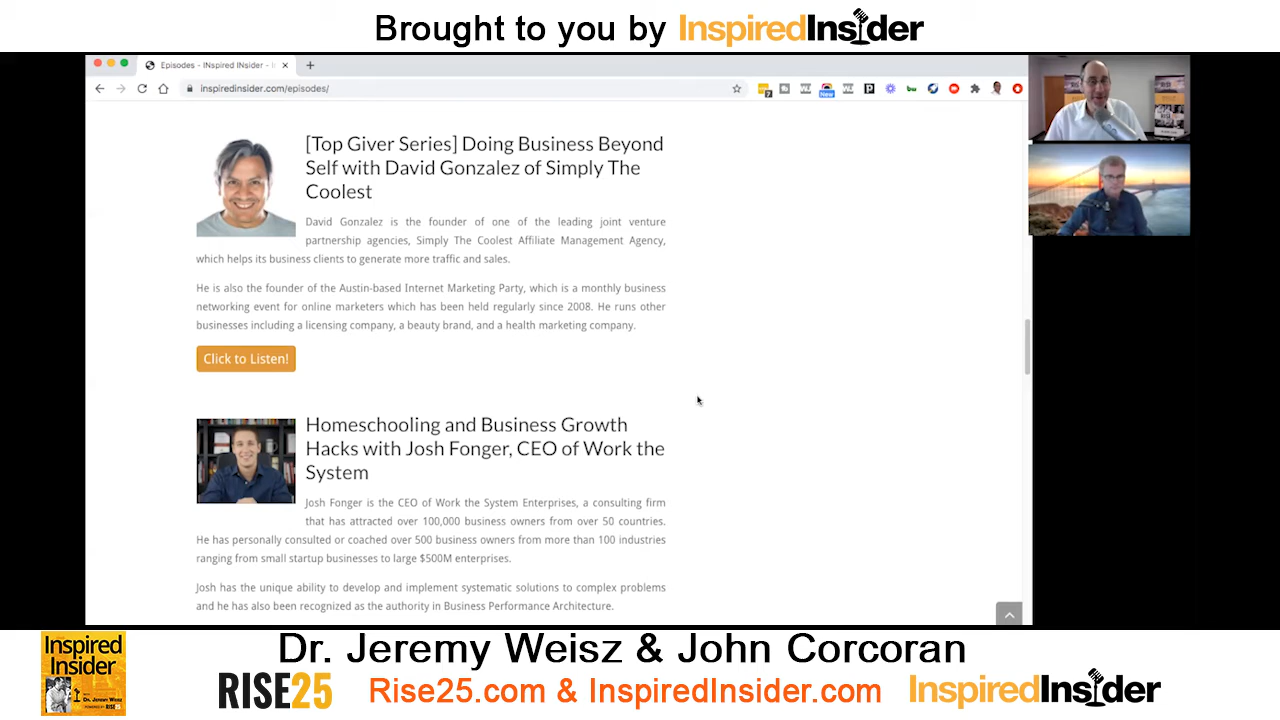 Brought to you by InspiredInsider
Episodes - INspired INsider - I
inspiredinsider.com/episodes/
New
[Top Giver Series] Doing Business Beyond
Self with David Gonzalez of Simply The
Coolest
David Gonzalez is the founder of one of the leading joint venture
partnership agencies, Simply The Coolest Affiliate Management Agency,
which helps its business clients to generate more traffic and sales.
He is also the founder of the Austin-based Internet Marketing Party, which is a monthly business
networking event for online marketers which has been held regularly since 2008. He runs other
businesses including a licensing company, a beauty brand, and a health marketing company.
Click to Listen!
Homeschooling and Business Growth
Hacks with Josh Fonger, CEO of Work the
System
Josh Fonger is the CEO of Work the System Enterprises, a consulting firm
that has attracted over 100,000 business owners from over 50 countries.
He has personally consulted or coached over 500 business owners from more than 100 industries
ranging from small startup businesses to large $500M enterprises.
Josh has the unique ability to develop and implement systematic solutions to complex problems
and he has also been recognized as the authority in Business Performance Architecture.
Inspired
Insider
Dr. Jeremy Weisz
Dr. Jeremy Weisz & John Corcoran
RISE25
Rise25.com & InspiredInsider.com
InspiredInsider